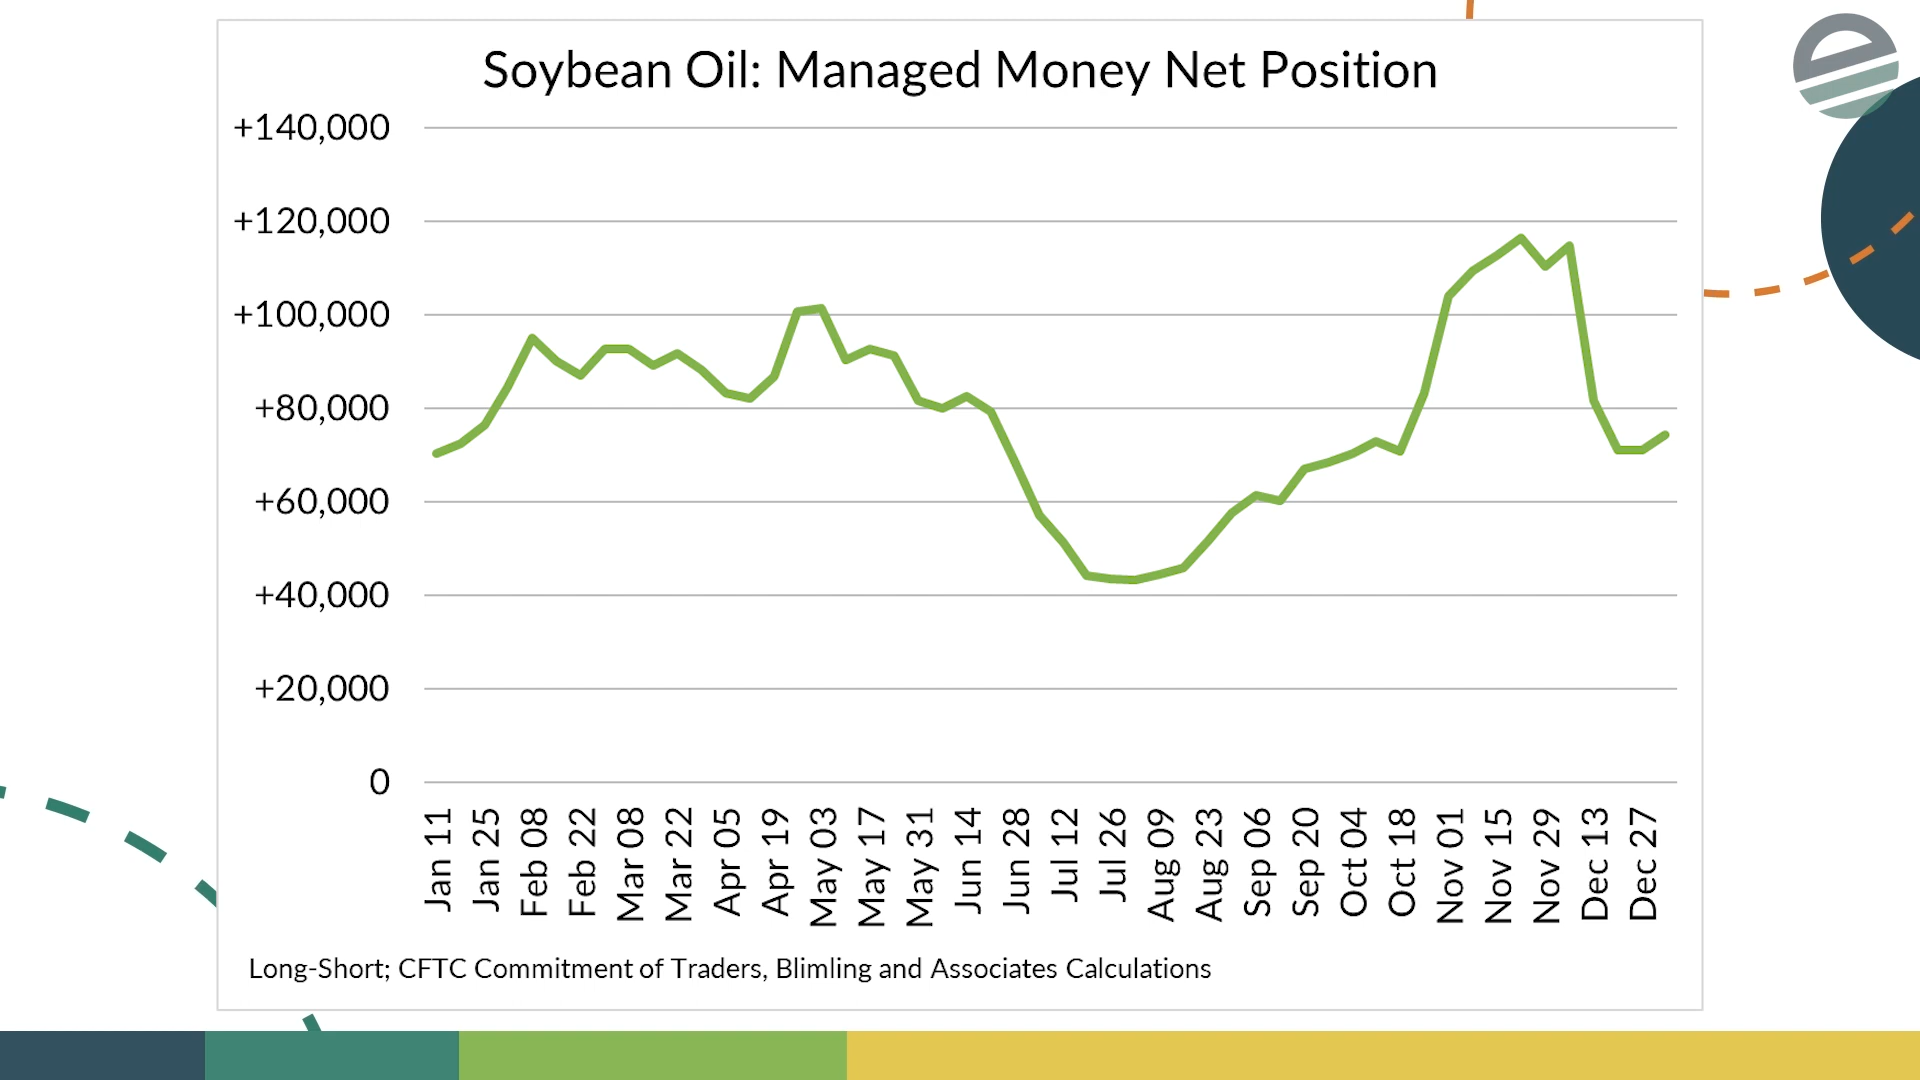 Soybean Oil: Managed Money Net Position
+140,000
+120,000
+100,000
+80,000
+60,000
+40,000
+20,000
0
Jan 11
Jan 25
Feb 08
Feb 22
Mar 08
Mar 22
Apr 05
Apr 19
May 03
May 17
May 31
Jun 14
Jun 28
Jul 12
Jul 26
Aug 09
Aug 23
Sep 06
Sep 20
Oct 04
Oct 18
Nov 01
Nov 15
Nov 29
Dec 13
Dec 27
Long-Short; CFTC Commitment of Traders, Blimling and Associates Calculations